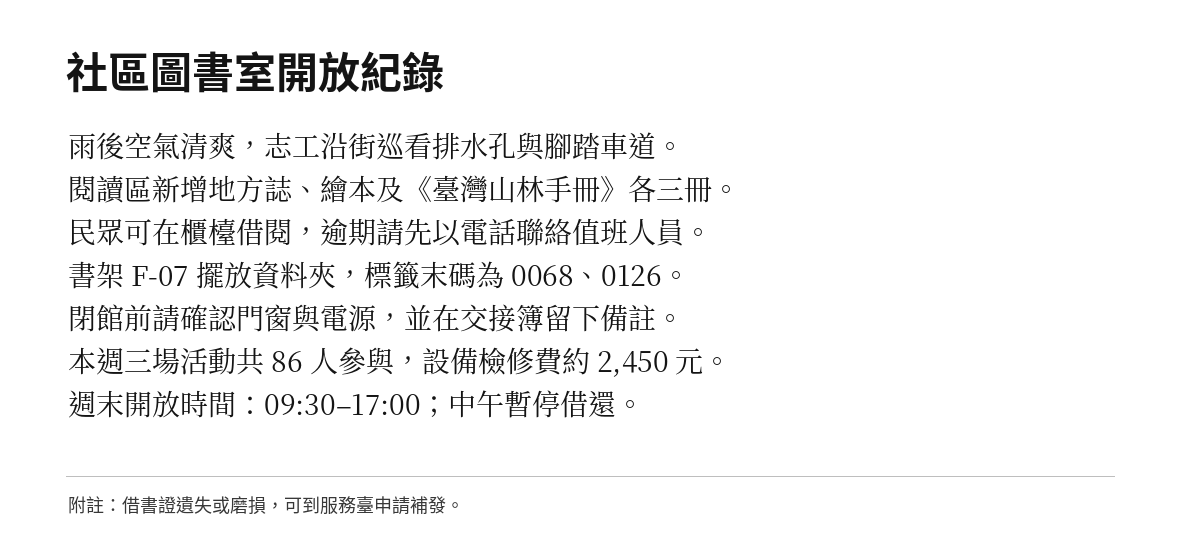 社區圖書室開放紀錄
雨後空氣清爽，志工沿街巡看排水孔與腳踏車道。
閱讀區新增地方誌、繪本及《臺灣山林手冊》各三冊。
民眾可在櫃檯借閱，逾期請先以電話聯絡值班人員。
書架 F-07 擺放資料夾，標籤末碼為 0068、0126。
閉館前請確認門窗與電源，並在交接簿留下備註。
本週三場活動共 86 人參與，設備檢修費約 2,450 元。
週末開放時間：09:30–17:00；中午暫停借還。
附註：借書證遺失或磨損，可到服務臺申請補發。